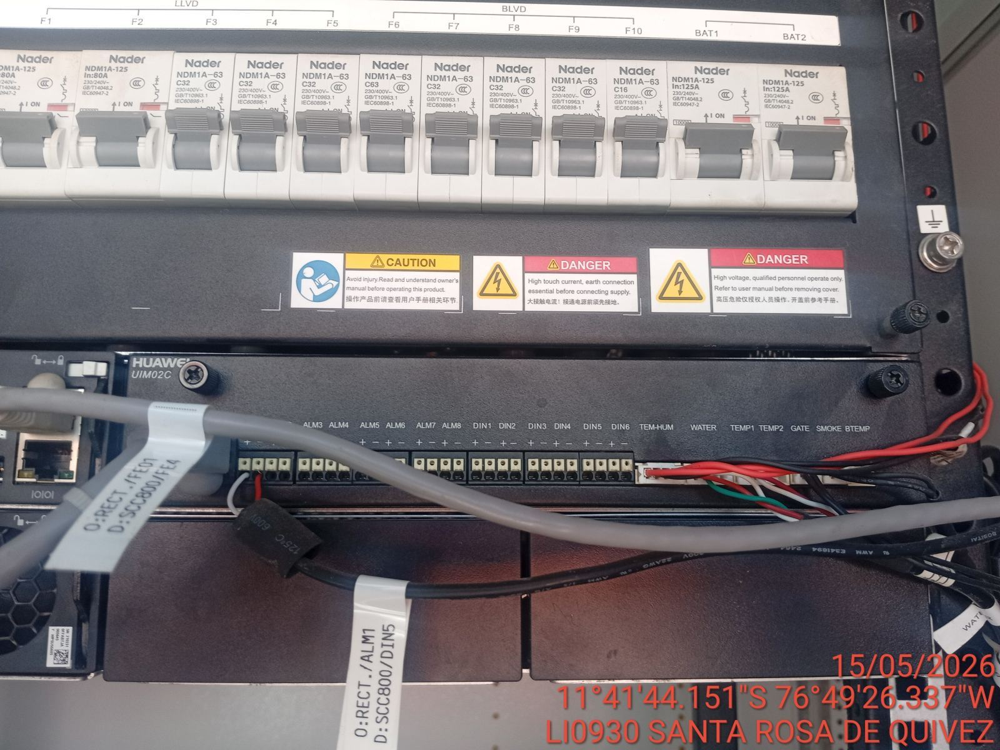 LLVD
BLVD
F1 F2 F3 F4 F5 F6 F7 F8 F9 F10 BAT1 BAT2
Nader
NDM1A-125
In:80A
230/240V~
GB/T14048.2
IEC60947-2
I ON
Nader
NDM1A-63
C32
230/400V~
GB/T10963.1
IEC60898-1
Nader
NDM1A-63
C32
230/400V~
GB/T10963.1
IEC60898-1
Nader
NDM1A-63
C32
230/400V~
GB/T10963.1
IEC60898-1
Nader
NDM1A-63
C63
230/400V~
GB/T10963.1
IEC60898-1
Nader
NDM1A-63
C32
230/400V~
GB/T10963.1
IEC60898-1
Nader
NDM1A-63
C32
230/400V~
GB/T10963.1
IEC60898-1
Nader
NDM1A-63
C32
230/400V~
GB/T10963.1
IEC60898-1
Nader
NDM1A-63
C16
230/400V~
GB/T10963.1
IEC60898-1
Nader
NDM1A-125
In:125A
230/240V~
GB/T14048.2
IEC60947-2
I ON
Nader
NDM1A-125
In:125A
230/240V~
GB/T14048.2
IEC60947-2
I ON
CAUTION
Avoid injury.Read and understand owner's
manual before operating this product.
操作产品前请查看用户手册相关环节.
DANGER
High touch current, earth connection
essential before connecting supply.
大接触电流！接通电源前须先接地。
DANGER
High voltage, qualified personnel operate only.
Refer to user manual before removing cover.
高压危险仅授权人员操作。开盖前参考手册。
HUAWEI
UIM02C
ALM3 ALM4 ALM5 ALM6 ALM7 ALM8 DIN1 DIN2 DIN3 DIN4 DIN5 DIN6 TEM-HUM WATER TEMP1 TEMP2 GATE SMOKE BTEMP
O:RECT./FE01
D:SCC800/FE4
125°C 600V
O:RECT./ALM1
D:SCC800/DIN5
15/05/2026
11°41'44.151"S 76°49'26.337"W
LI0930 SANTA ROSA DE QUIVEZ